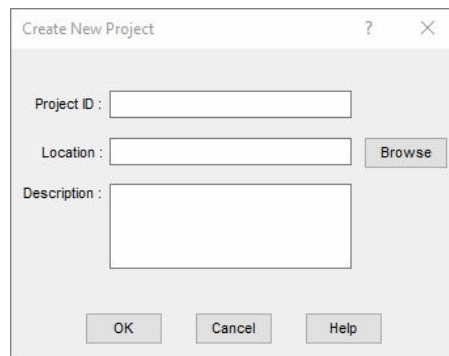 Create New Project ?
Project ID :
Location : Browse
Description :
OK Cancel Help